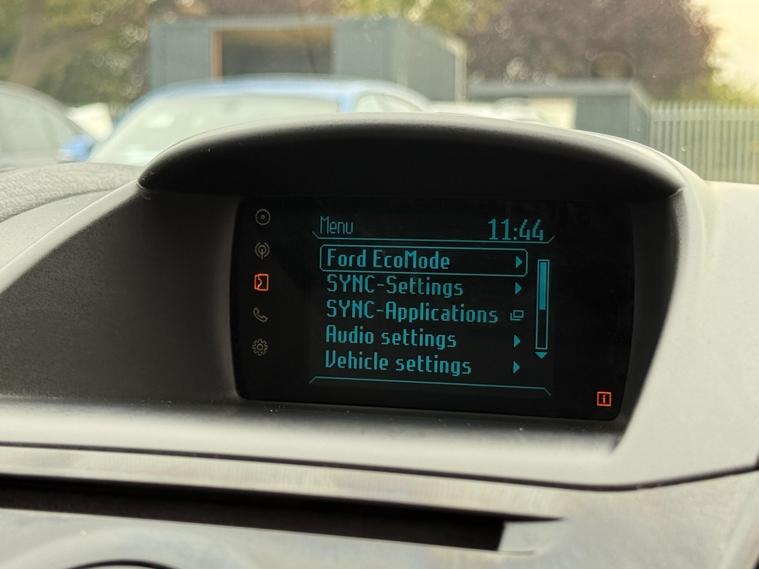 Menu 11:44
Ford EcoMode
SYNC-Settings
SYNC-Applications
Audio settings
Vehicle settings
i